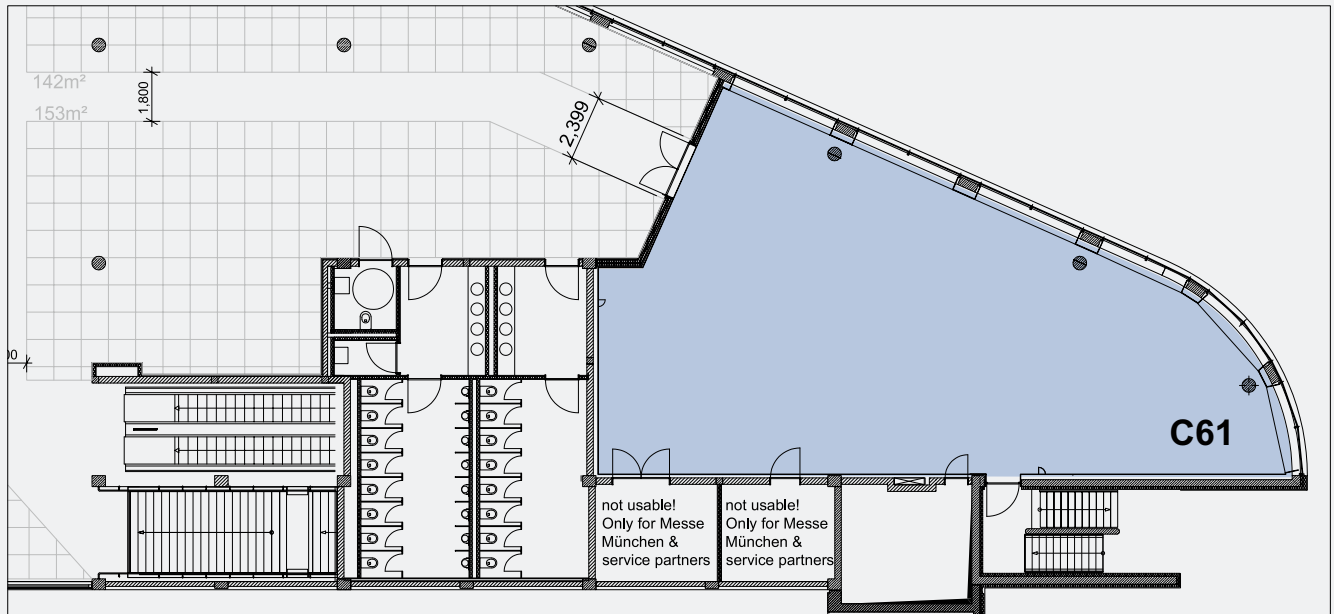 142m²
1,800
153m²
2,399
00
C61
not usable!
Only for Messe
München &
service partners
not usable!
Only for Messe
München &
service partners